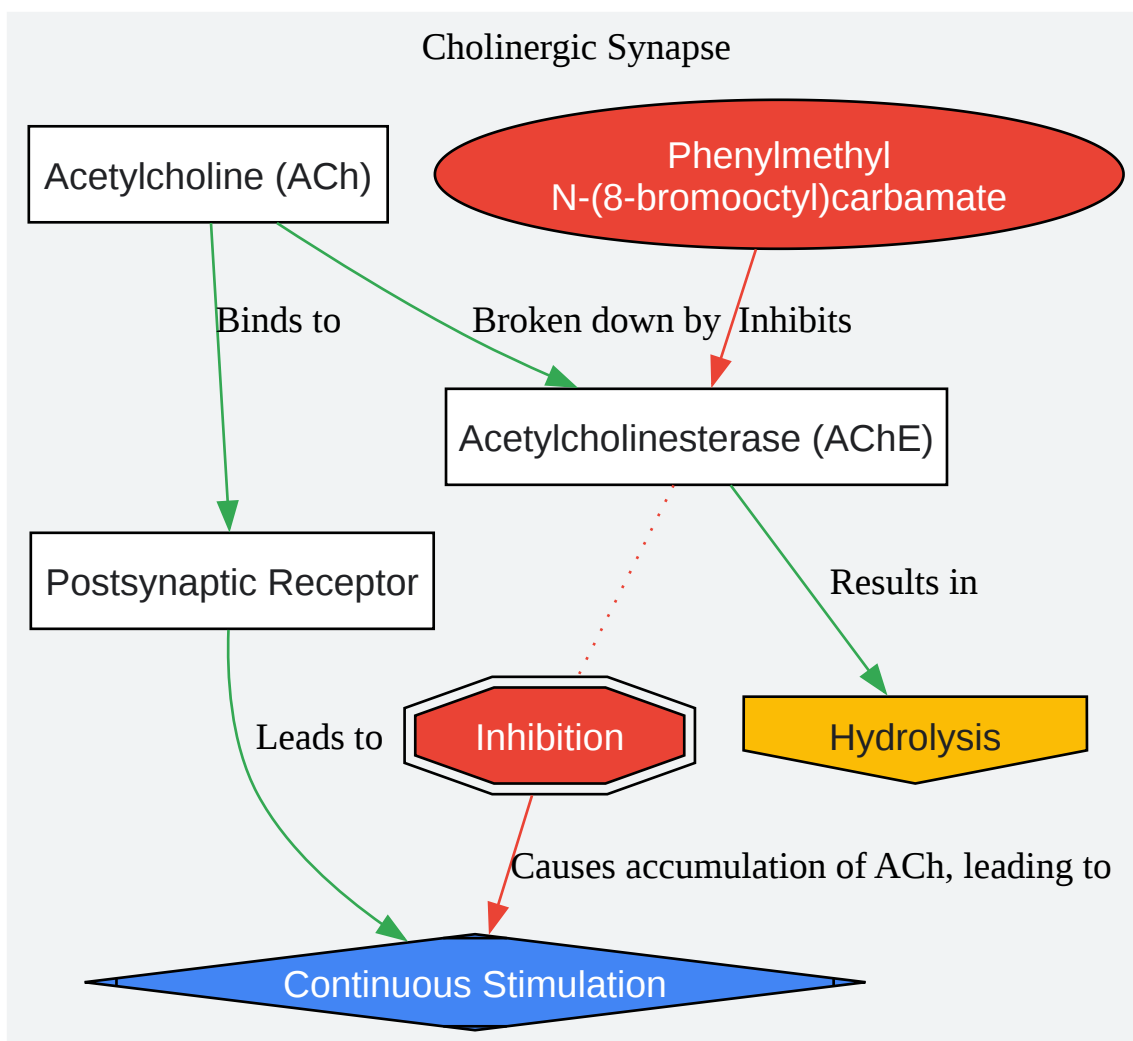 Cholinergic Synapse
Acetylcholine (ACh)
Phenylmethyl
N-(8-bromooctyl)carbamate
Binds to
Broken down by
Inhibits
Acetylcholinesterase (AChE)
Postsynaptic Receptor
Results in
Leads to
Inhibition
Hydrolysis
Causes accumulation of ACh, leading to
Continuous Stimulation